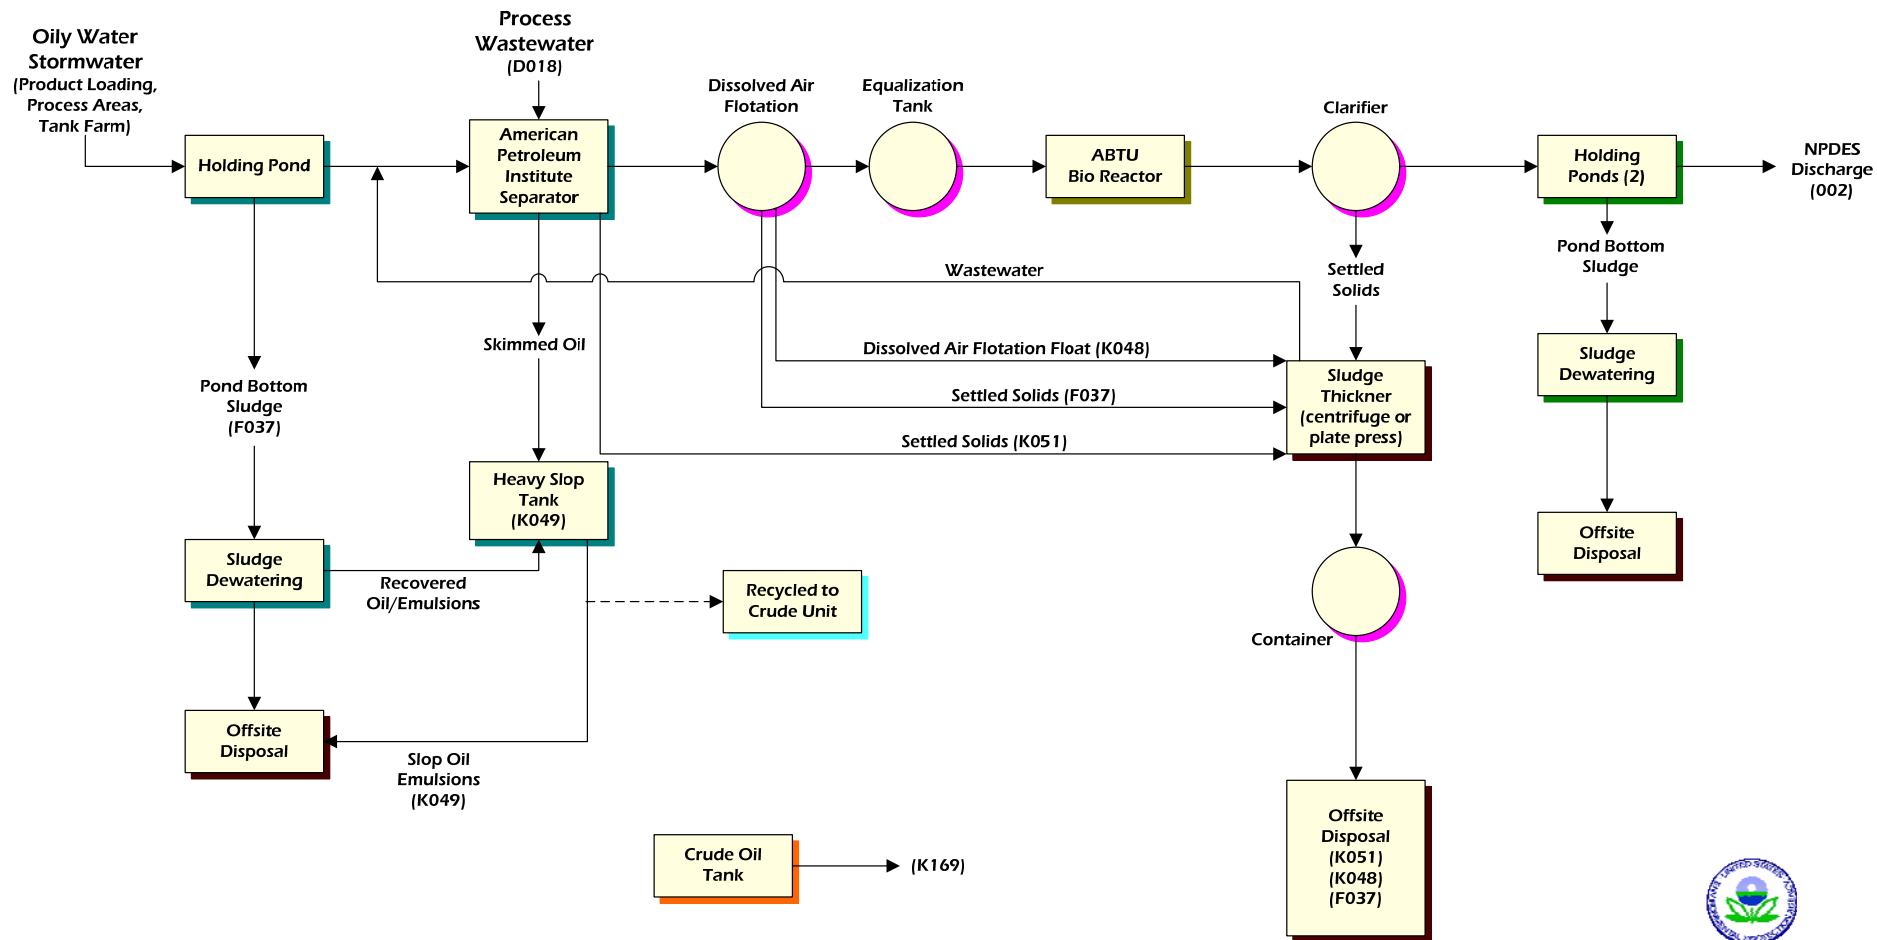 Oily Water
Stormwater
(Product Loading,
Process Areas,
Tank Farm)
Process
Wastewater
(D018)
Holding Pond
American
Petroleum
Institute
Separator
Dissolved Air
Flotation
Equalization
Tank
ABTU
Bio Reactor
Clarifier
Holding
Ponds (2)
NPDES
Discharge
(002)
Wastewater
Settled
Solids
Pond Bottom
Sludge
Skimmed Oil
Dissolved Air Flotation Float (K048)
Settled Solids (F037)
Settled Solids (K051)
Sludge
Thickner
(centrifuge or
plate press)
Sludge
Dewatering
Pond Bottom
Sludge
(F037)
Heavy Slop
Tank
(K049)
Offsite
Disposal
Sludge
Dewatering
Recovered
Oil/Emulsions
Recycled to
Crude Unit
Container
Offsite
Disposal
Slop Oil
Emulsions
(K049)
Crude Oil
Tank
(K169)
Offsite
Disposal
(K051)
(K048)
(F037)
UNITED STATES